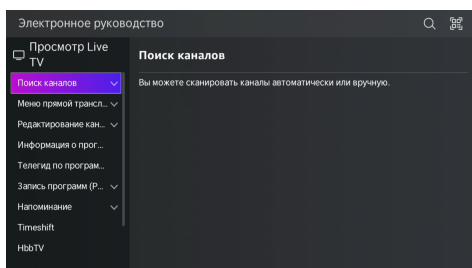 Электронное руководство
Просмотр Live
TV
Поиск каналов
Меню прямой трансл...
Редактирование кан...
Информация о прог...
Телегид по програм...
Запись программ (P...
Напоминание
Timeshift
HbbTV
Поиск каналов
Вы можете сканировать каналы автоматически или вручную.